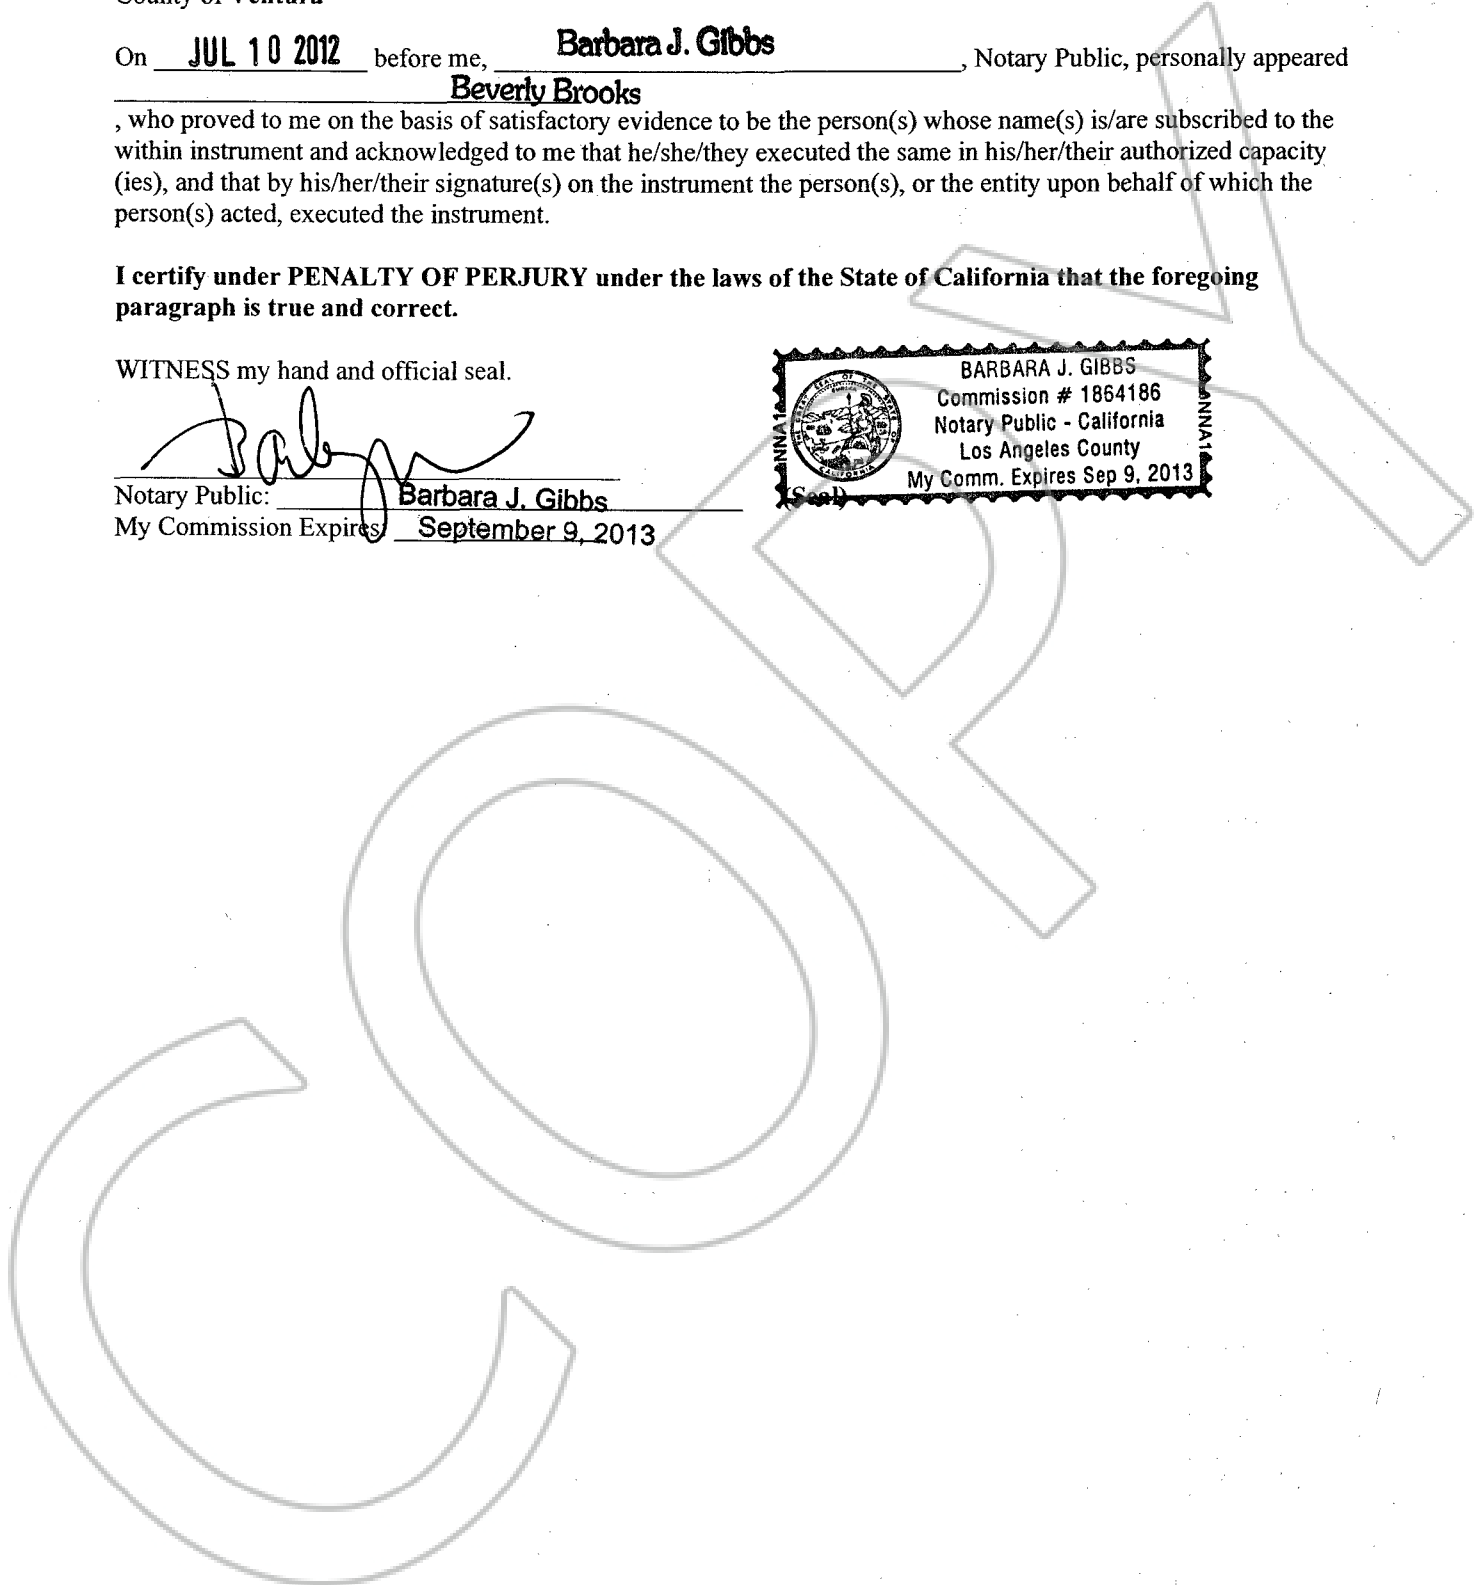 County of Ventura
On JUL 10 2012 before me, Barbara J. Gibbs, Notary Public, personally appeared
Beverly Brooks
, who proved to me on the basis of satisfactory evidence to be the person(s) whose name(s) is/are subscribed to the
within instrument and acknowledged to me that he/she/they executed the same in his/her/their authorized capacity
(ies), and that by his/her/their signature(s) on the instrument the person(s), or the entity upon behalf of which the
person(s) acted, executed the instrument.
I certify under PENALTY OF PERJURY under the laws of the State of California that the foregoing
paragraph is true and correct.
WITNESS my hand and official seal.
BARBARA J. GIBBS
Commission # 1864186
Notary Public - California
Los Angeles County
My Comm. Expires Sep 9, 2013
(Seal)
Notary Public: Barbara J. Gibbs
My Commission Expires: September 9, 2013
COPY